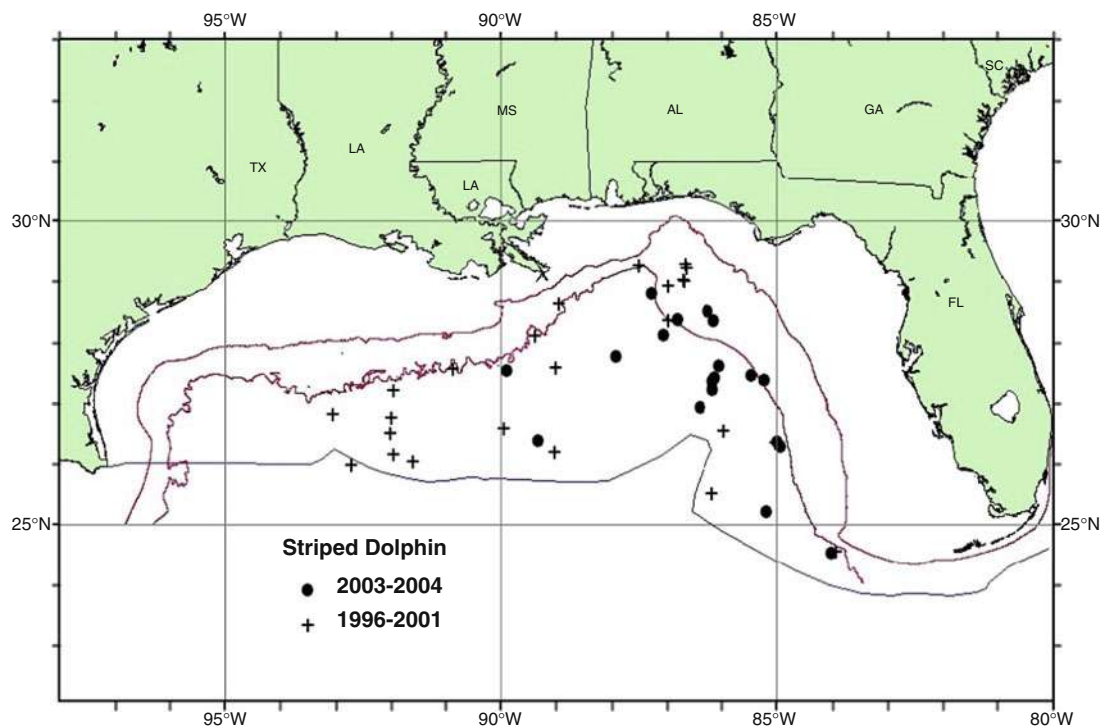 95°W 90°W 85°W
SC
MS AL GA
LA
TX
LA
30°N 30°N
FL
25°N 25°N
Striped Dolphin
2003-2004
1996-2001
95°W 90°W 85°W 80°W